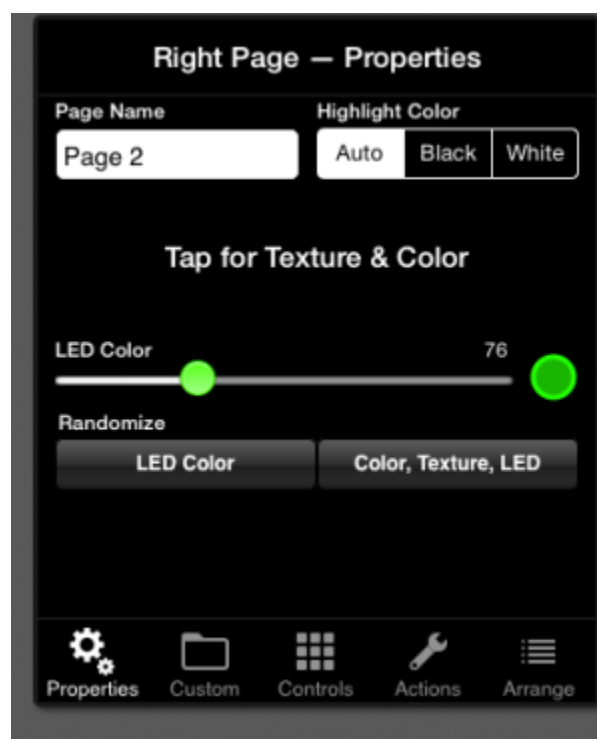 Right Page — Properties
Page Name
Highlight Color
Page 2
Auto
Black
White
Tap for Texture & Color
LED Color
76
Randomize
LED Color
Color, Texture, LED
Properties
Custom
Controls
Actions
Arrange